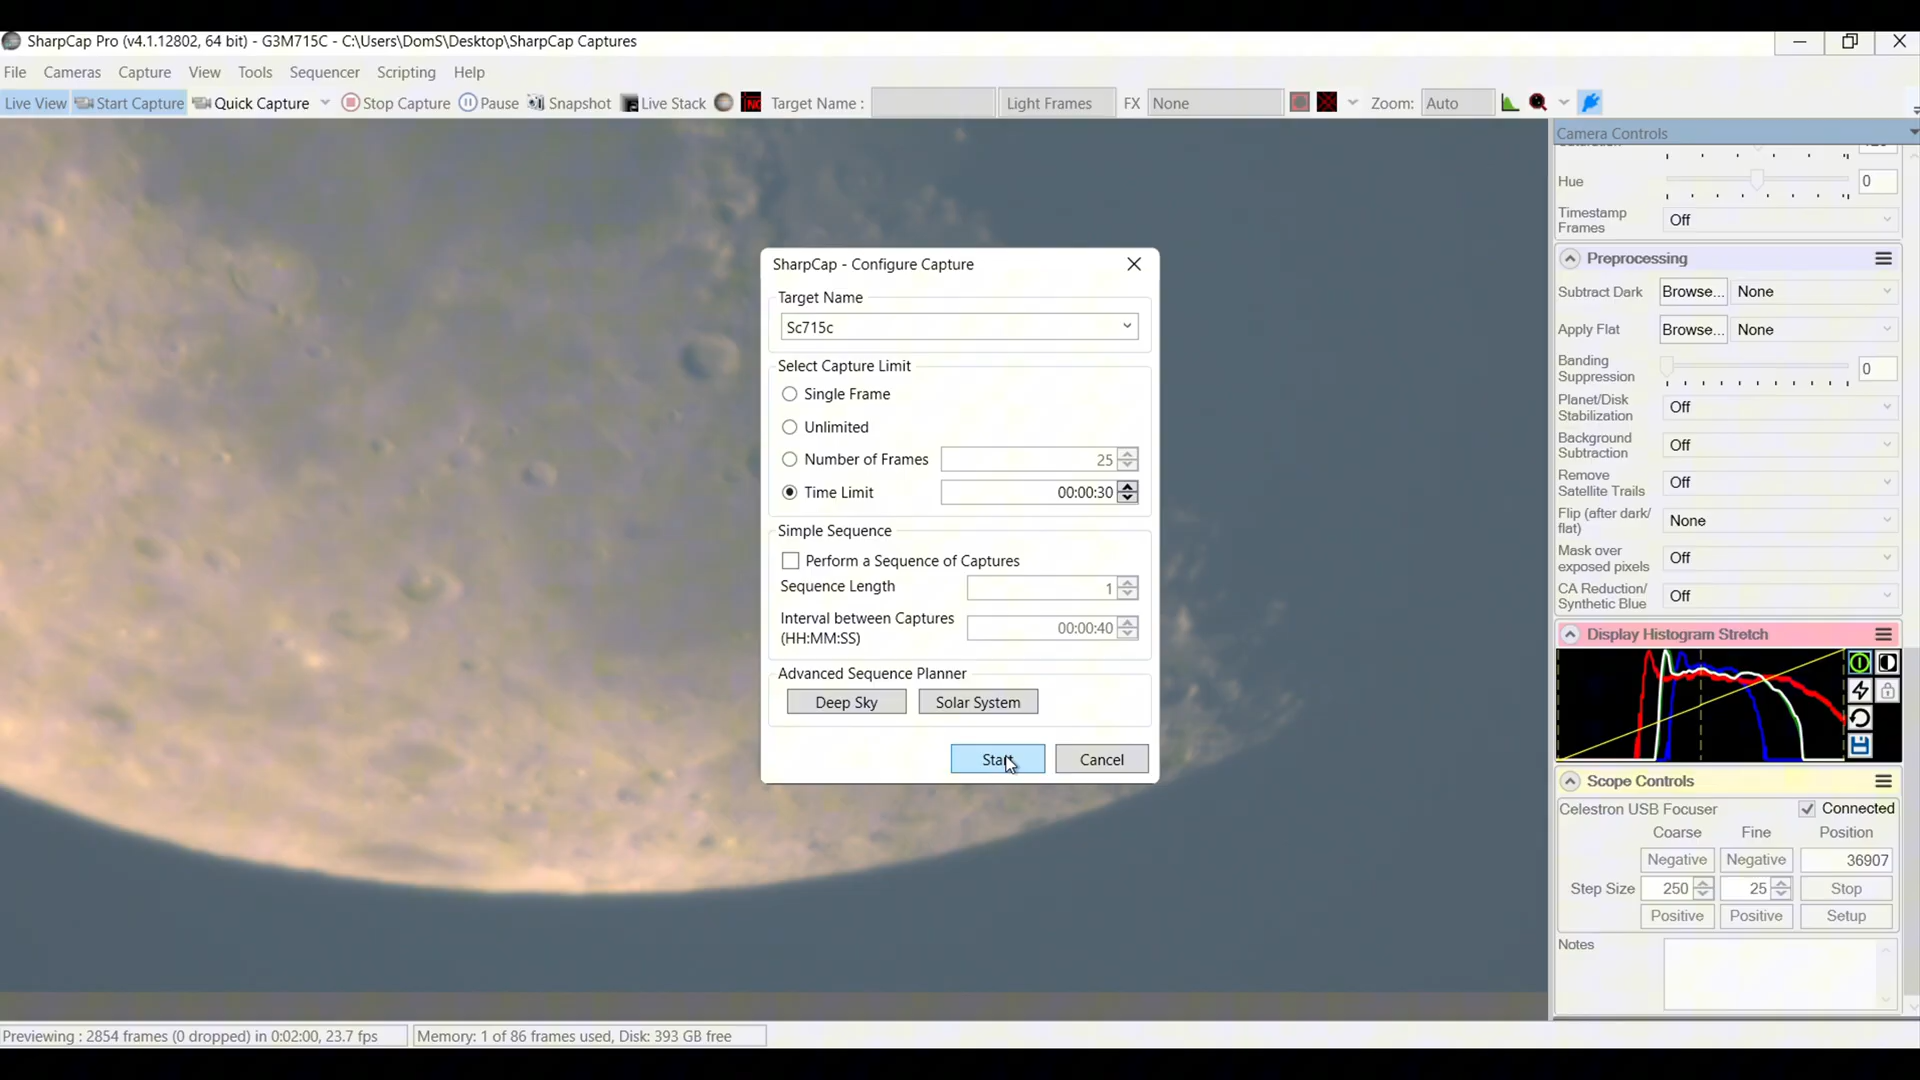 SharpCap Pro (v4.1.12802, 64 bit) - G3M715C - C:\Users\DomS\Desktop\SharpCap Captures
File Cameras Capture View Tools Sequencer Scripting Help
Live View Start Capture Quick Capture Stop Capture Pause Snapshot Live Stack Target Name : Light Frames FX None Zoom: Auto
Camera Controls
Hue 0
Timestamp
Frames
Off
Preprocessing
Subtract Dark Browse... None
Apply Flat Browse... None
Banding
Suppression
0
Planet/Disk
Stabilization
Off
Background
Subtraction
Off
Remove
Satellite Trails
Off
Flip (after dark/
flat)
None
Mask over
exposed pixels
Off
CA Reduction/
Synthetic Blue
Off
Display Histogram Stretch
Scope Controls
Celestron USB Focuser Connected
Coarse Fine Position
Negative Negative 36907
Step Size 250 25 Stop
Positive Positive Setup
Notes
SharpCap - Configure Capture
Target Name
Sc715c
Select Capture Limit
Single Frame
Unlimited
Number of Frames 25
Time Limit 00:00:30
Simple Sequence
Perform a Sequence of Captures
Sequence Length 1
Interval between Captures
(HH:MM:SS)
00:00:40
Advanced Sequence Planner
Deep Sky Solar System
Start Cancel
Previewing : 2854 frames (0 dropped) in 0:02:00, 23.7 fps Memory: 1 of 86 frames used, Disk: 393 GB free